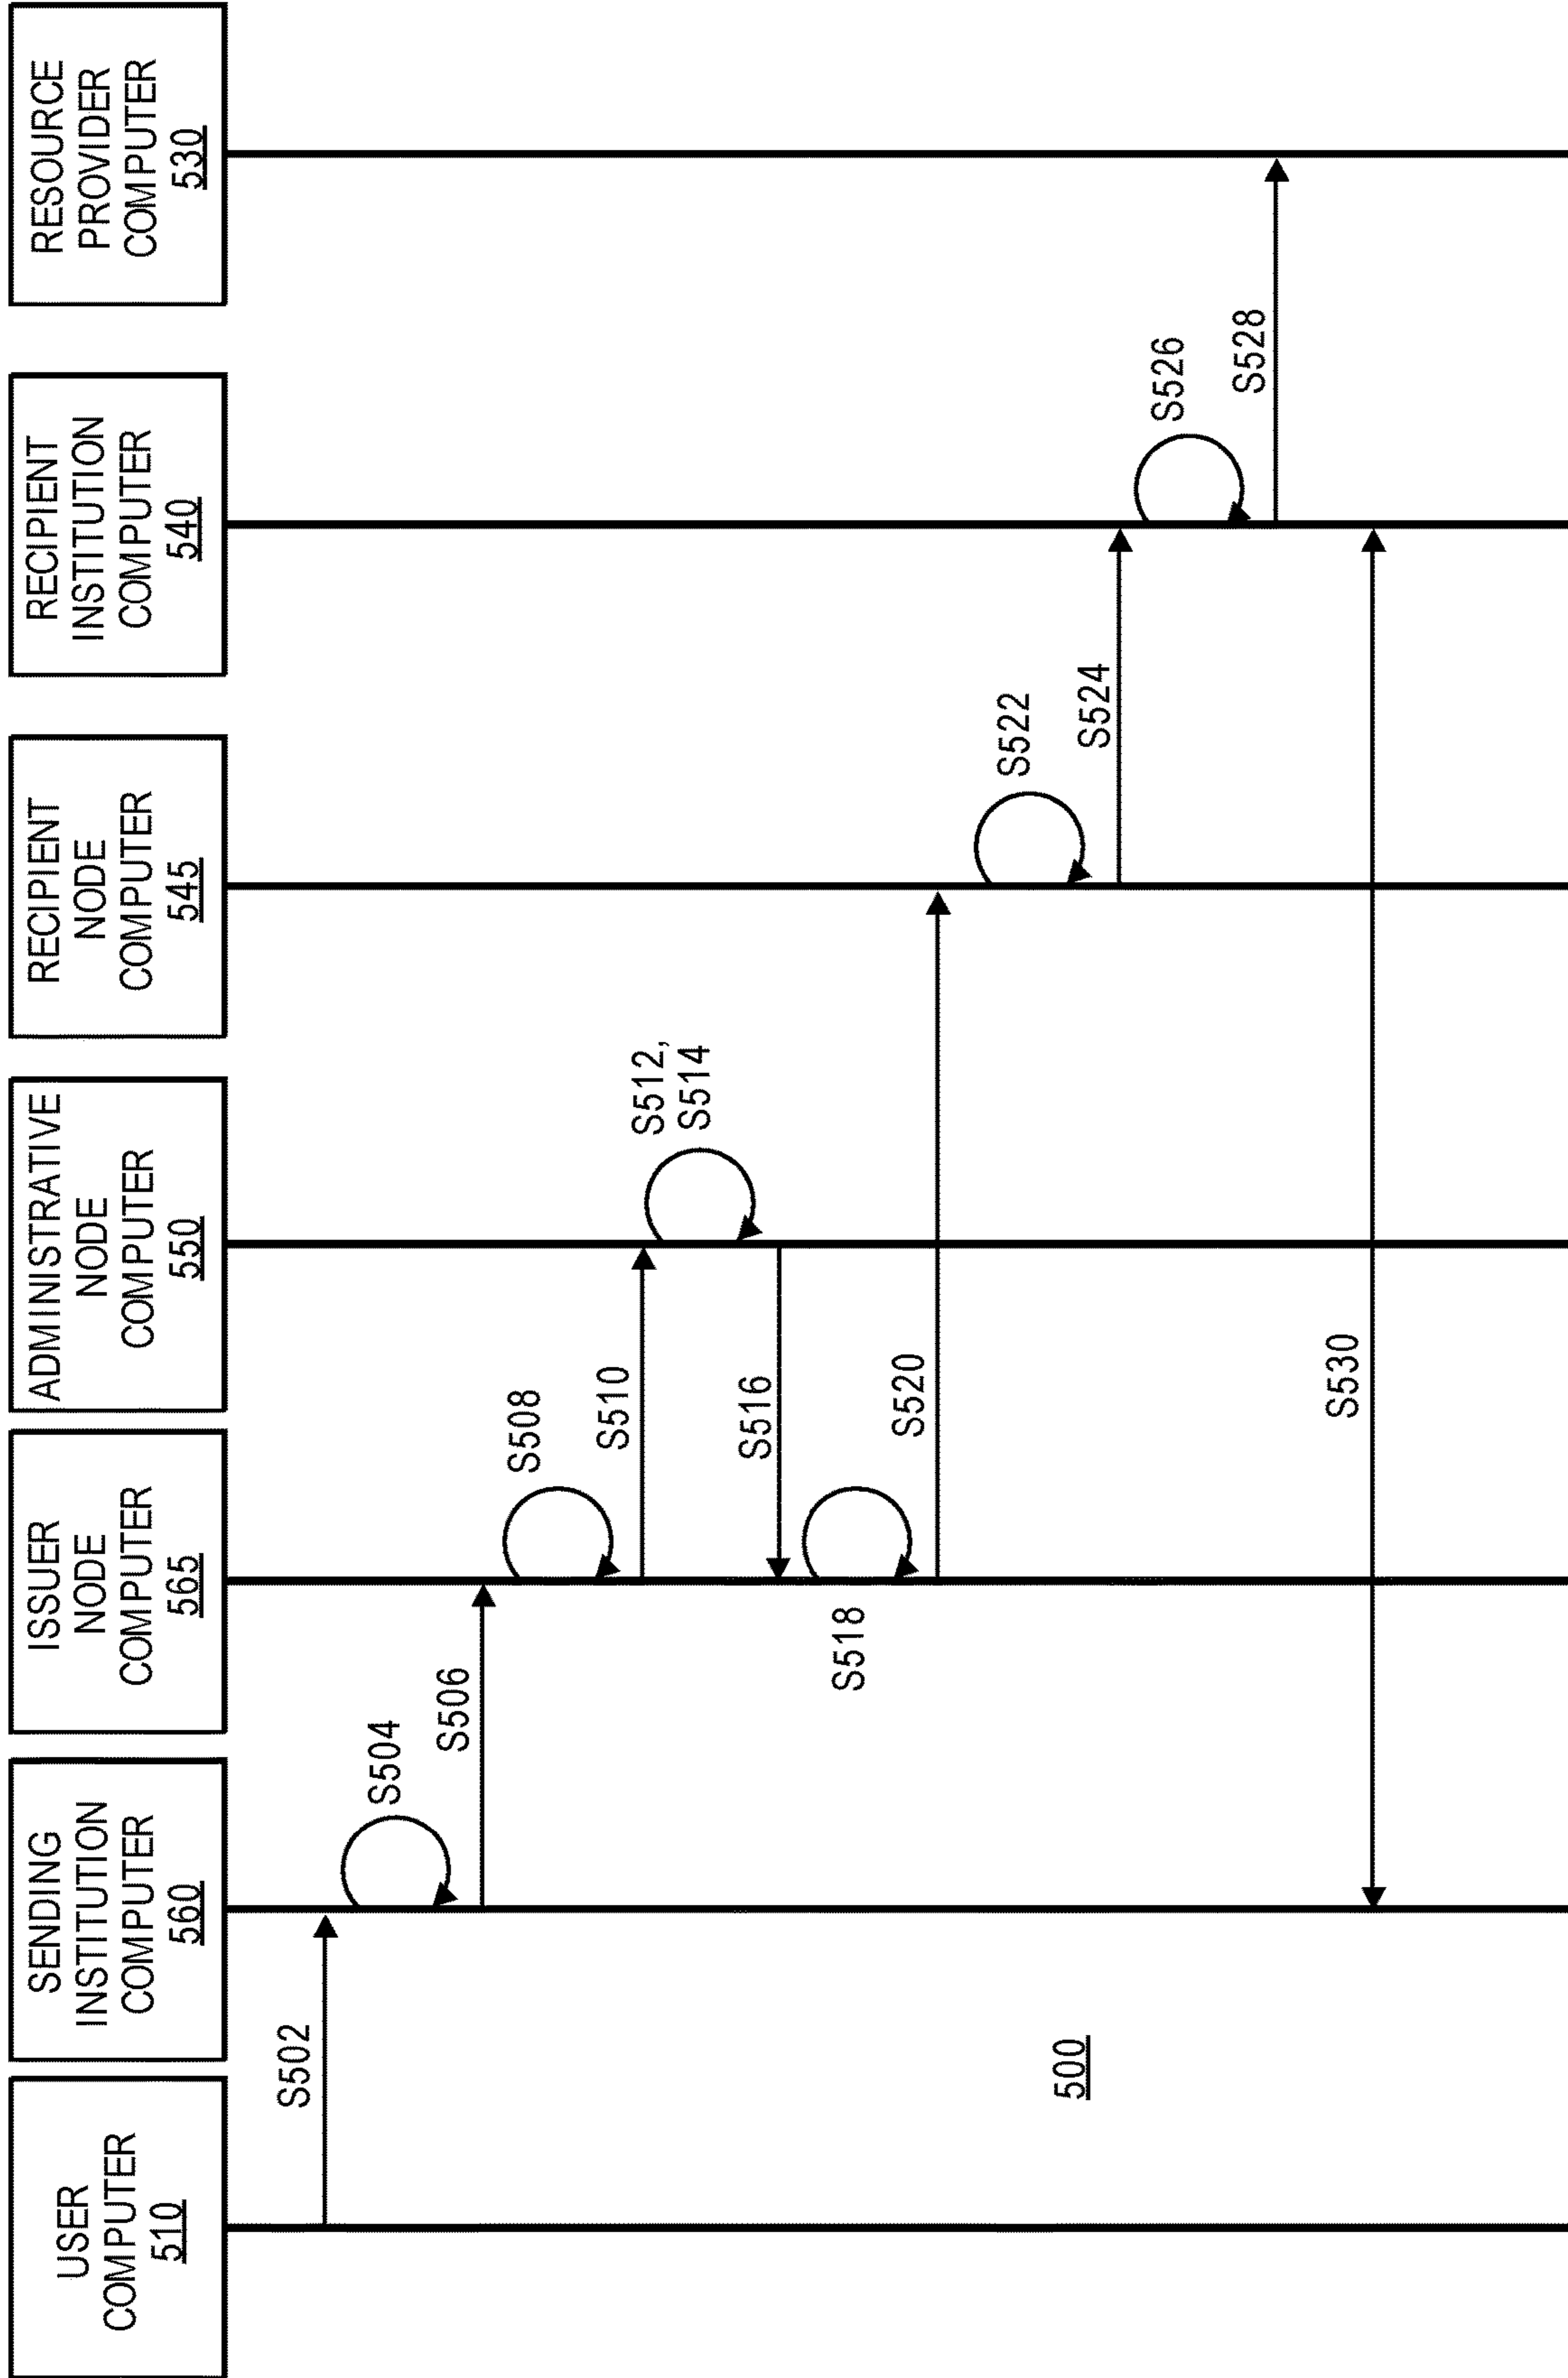 USER
COMPUTER
510
SENDING
INSTITUTION
COMPUTER
560
ISSUER
NODE
COMPUTER
565
ADMINISTRATIVE
NODE
COMPUTER
550
RECIPIENT
NODE
COMPUTER
545
RECIPIENT
INSTITUTION
COMPUTER
540
RESOURCE
PROVIDER
COMPUTER
530
S502
S504
S506
S508
S510
S512,
S514
S516
S518
S520
S522
S524
S526
S528
S530
500